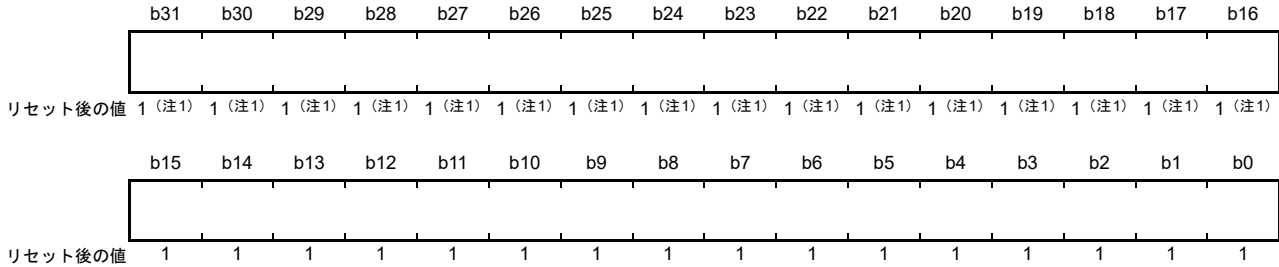 b31 b30 b29 b28 b27 b26 b25 b24 b23 b22 b21 b20 b19 b18 b17 b16
リセット後の値 1（注1） 1（注1） 1（注1） 1（注1） 1（注1） 1（注1） 1（注1） 1（注1） 1（注1） 1（注1） 1（注1） 1（注1） 1（注1） 1（注1） 1（注1） 1（注1）
b15 b14 b13 b12 b11 b10 b9 b8 b7 b6 b5 b4 b3 b2 b1 b0
リセット後の値 1 1 1 1 1 1 1 1 1 1 1 1 1 1 1 1